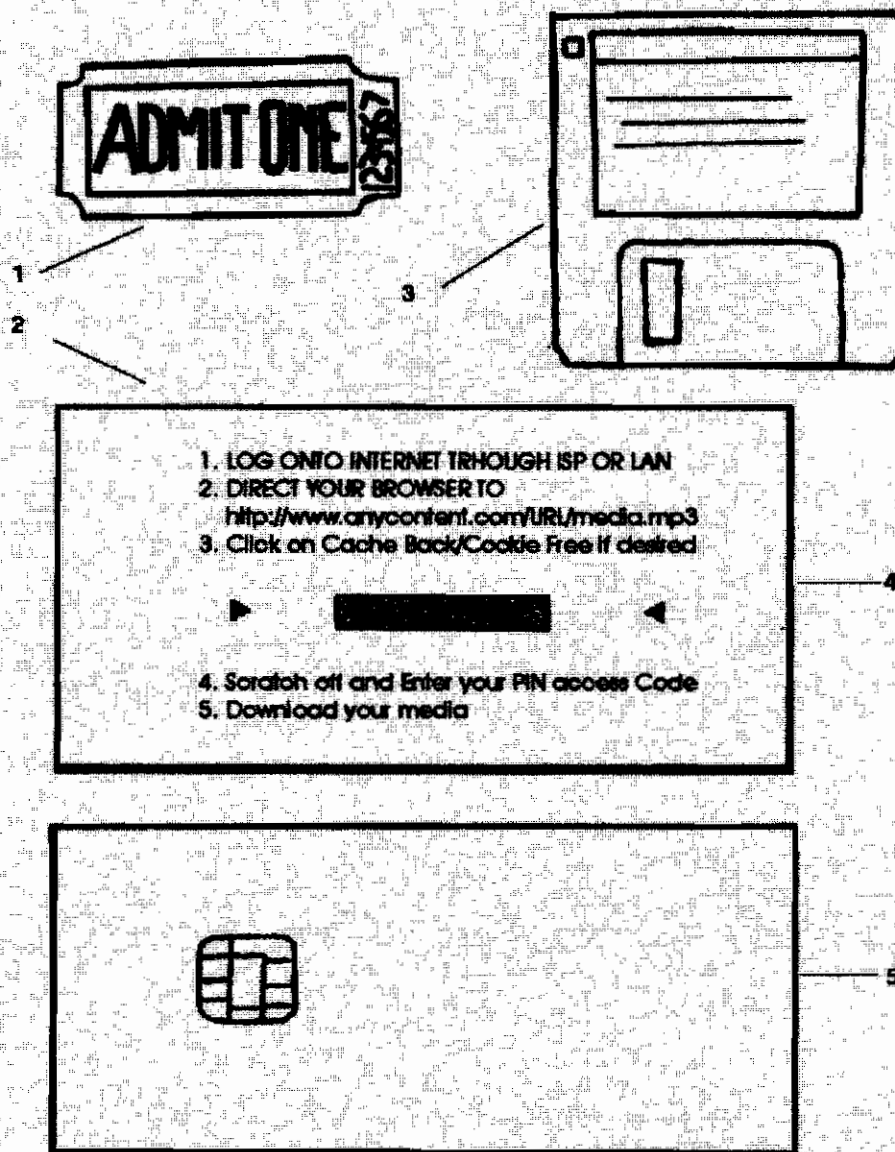 ADMIT ONE
1234567
1
2
3
1. LOG ONTO INTERNET TRHOUGH ISP OR LAN
2. DIRECT YOUR BROWSER TO
http://www.anycontent.com/URL/media.mp3
3. Click on Cache Back/Cookie Free if desired
4
4. Scratch off and Enter your PIN access Code
5. Download your media
5